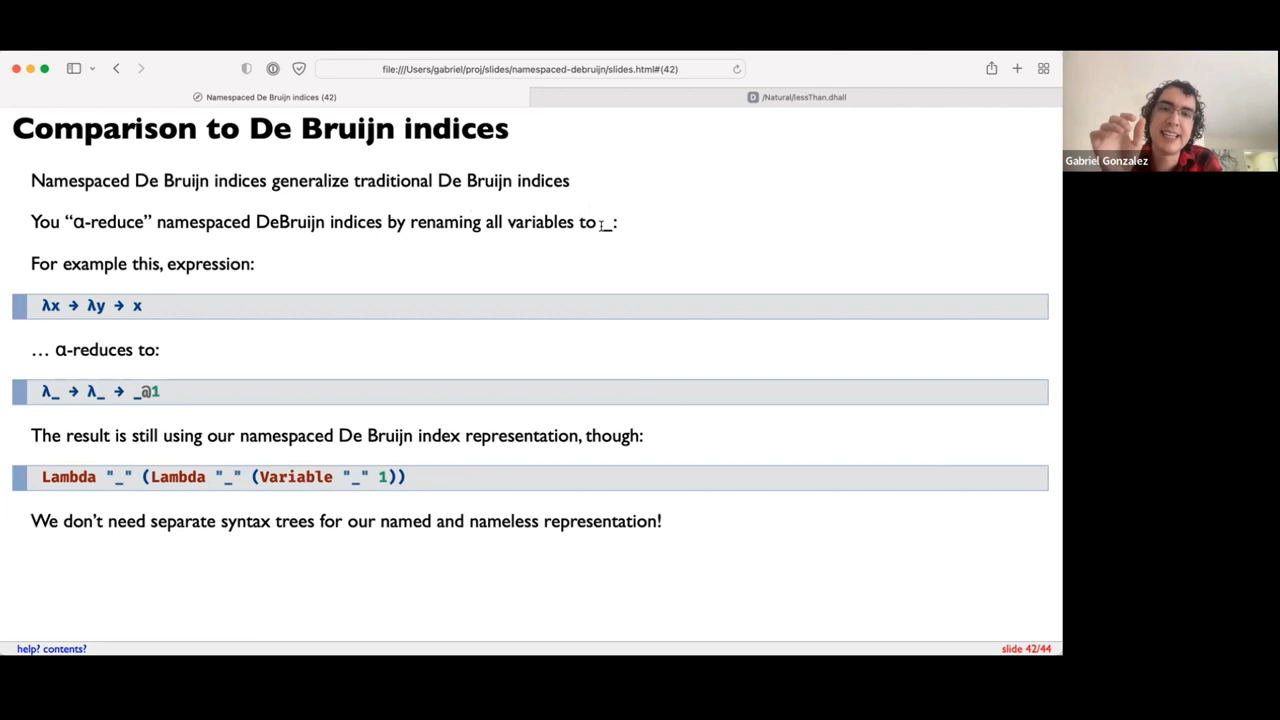 file:///Users/gabriel/proj/slides/namespaced-debruijn/slides.html#(42)
Namespaced De Bruijn indices (42)
D /Natural/lessThan.dhall
Comparison to De Bruijn indices
Namespaced De Bruijn indices generalize traditional De Bruijn indices
You “α-reduce” namespaced DeBruijn indices by renaming all variables to _:
For example this, expression:
λx → λy → x
… α-reduces to:
λ_ → λ_ → _@1
The result is still using our namespaced De Bruijn index representation, though:
Lambda "_" (Lambda "_" (Variable "_" 1))
We don’t need separate syntax trees for our named and nameless representation!
help? contents?
slide 42/44
Gabriel Gonzalez